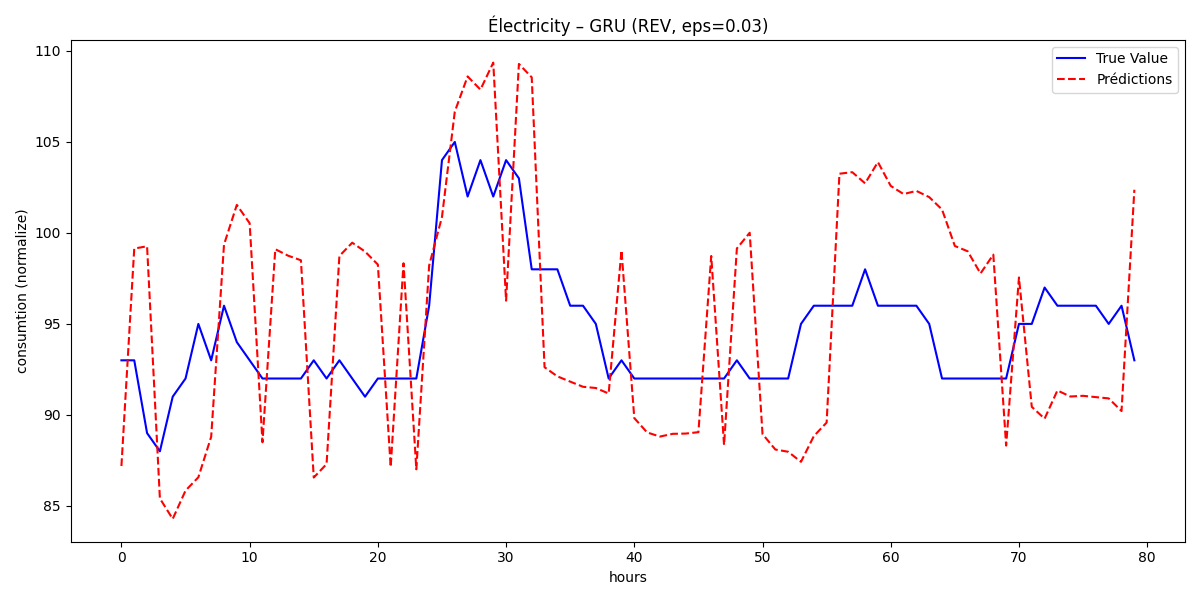 Électricity – GRU (REV, eps=0.03)
True Value
Prédictions
consumtion (normalize)
110
105
100
95
90
85
0 10 20 30 40 50 60 70 80
hours